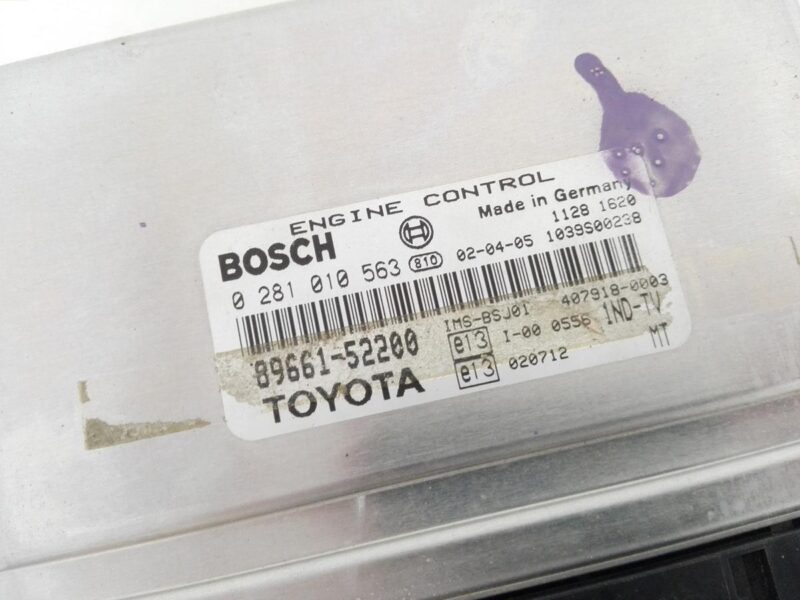 ENGINE CONTROL
BOSCH
Made in Germany
1128 1620
0 281 010 563 810 02-04-05 1039S00238
IMS-BSJ01 407918-0003
89661-52200 e13 I-00 0556 1ND-TV
TOYOTA e13 020712 MT